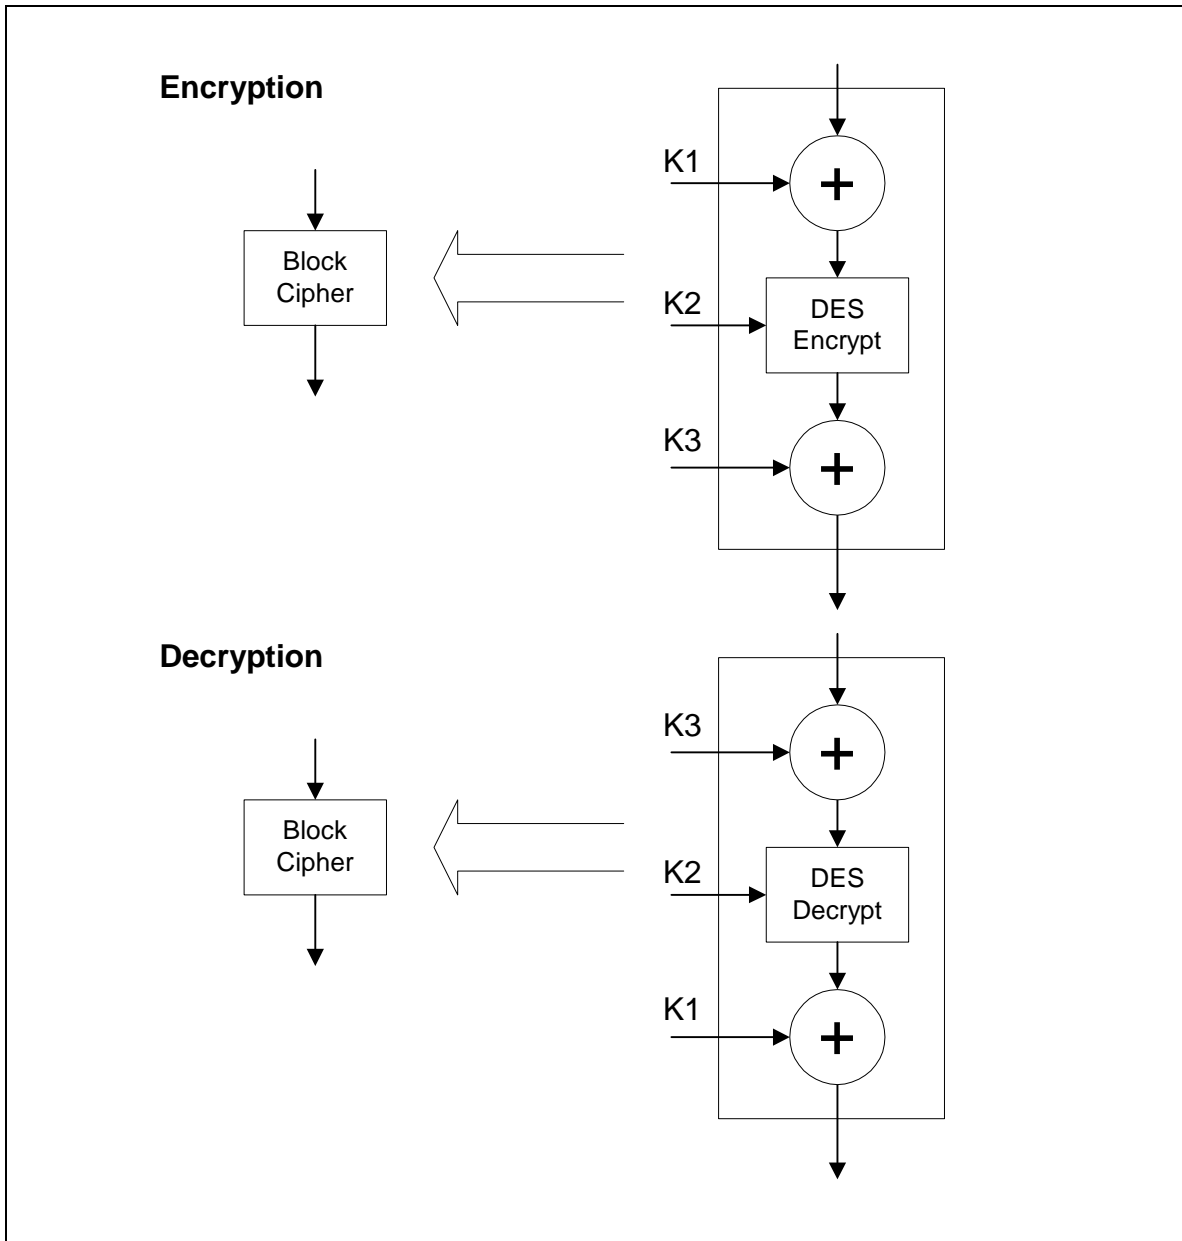 Encryption
K1
Block
Cipher
K2
DES
Encrypt
K3
+
+
Decryption
K3
Block
Cipher
K2
DES
Decrypt
K1
+
+